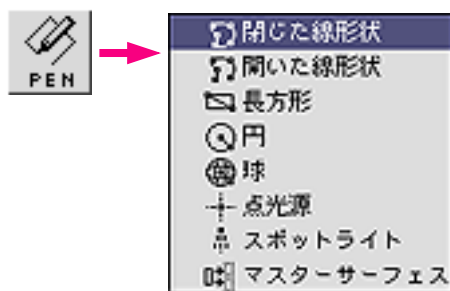 PEN
閉じた線形状
開いた線形状
長方形
円
球
点光源
スポットライト
マスターサーフェス